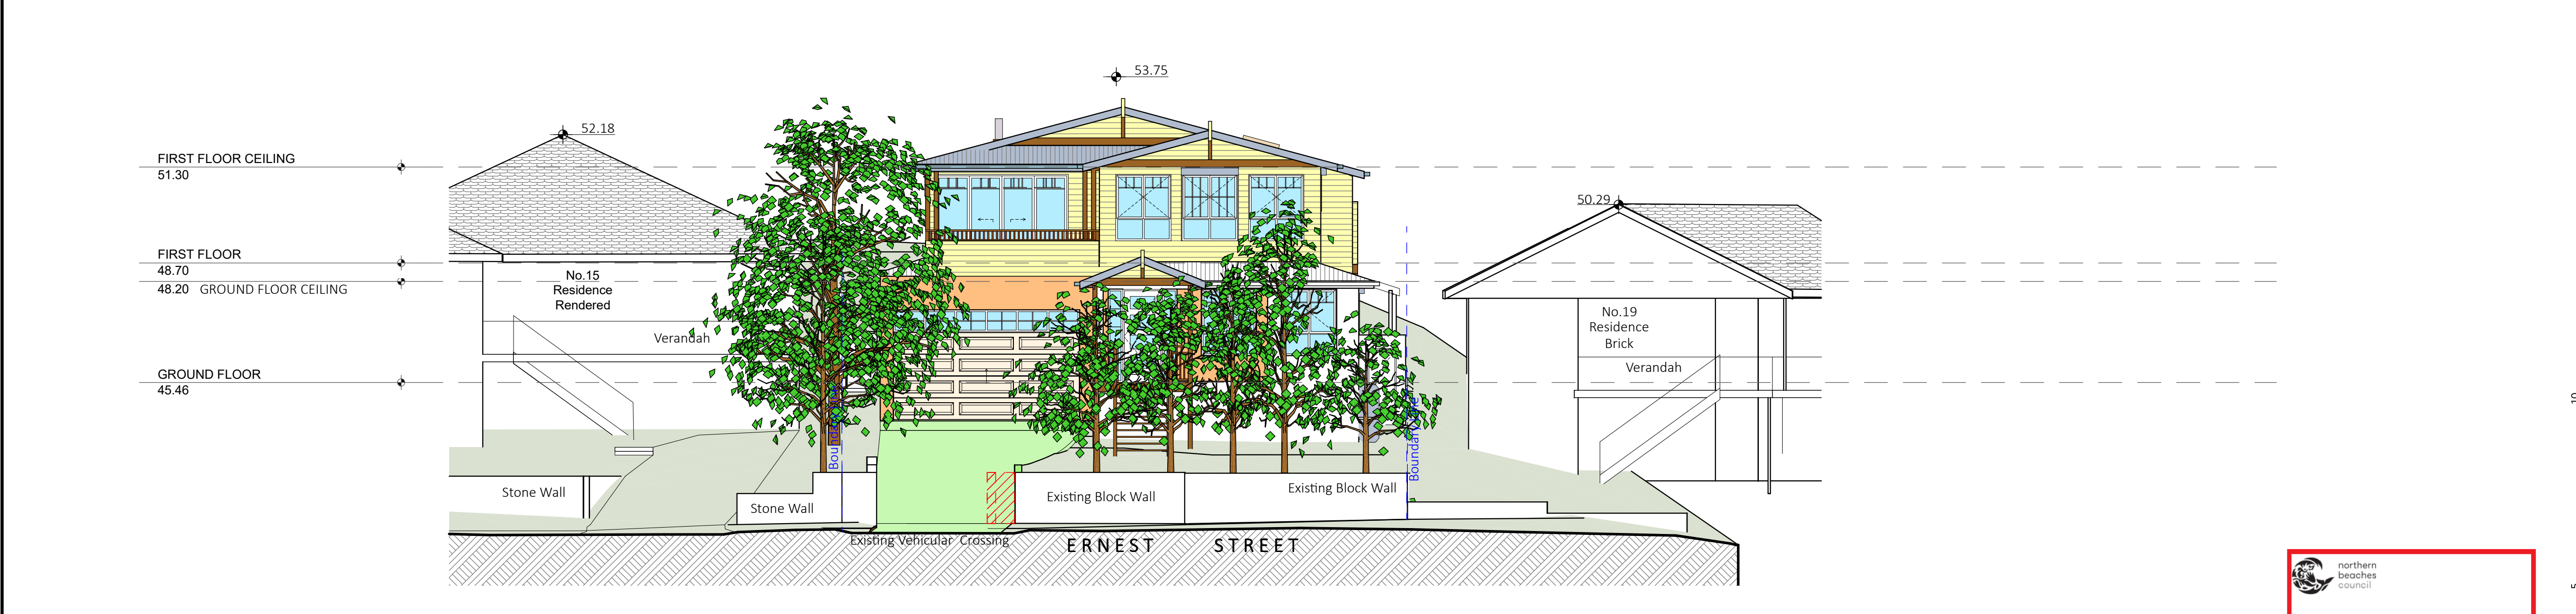 53.75
52.18
FIRST FLOOR CEILING
51.30
50.29
FIRST FLOOR
48.70
48.20 GROUND FLOOR CEILING
No.15
Residence
Rendered
Verandah
No.19
Residence
Brick
Verandah
GROUND FLOOR
45.46
10
Boundary
Boundary
Stone Wall
Stone Wall
Existing Block Wall
Existing Block Wall
Existing Vehicular Crossing
ERNEST STREET
northern
beaches
council
5